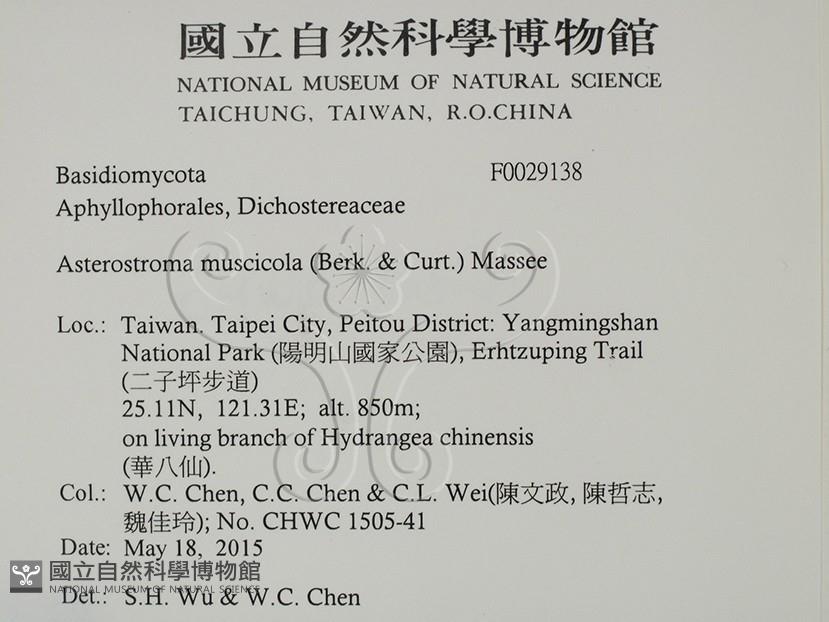 國立自然科學博物館
NATIONAL MUSEUM OF NATURAL SCIENCE
TAICHUNG, TAIWAN, R.O.CHINA
Basidiomycota F0029138
Aphyllophorales, Dichostereaceae
Asterostroma muscicola (Berk. & Curt.) Massee
Loc.: Taiwan. Taipei City, Peitou District: Yangmingshan
National Park (陽明山國家公園), Erhtzuping Trail
(二子坪步道)
25.11N, 121.31E; alt. 850m;
on living branch of Hydrangea chinensis
(華八仙).
Col.: W.C. Chen, C.C. Chen & C.L. Wei(陳文政, 陳哲志,
魏佳玲); No. CHWC 1505-41
Date: May 18, 2015
國立自然科學博物館
NATIONAL MUSEUM OF NATURAL SCIENCE
Det.: S.H. Wu & W.C. Chen